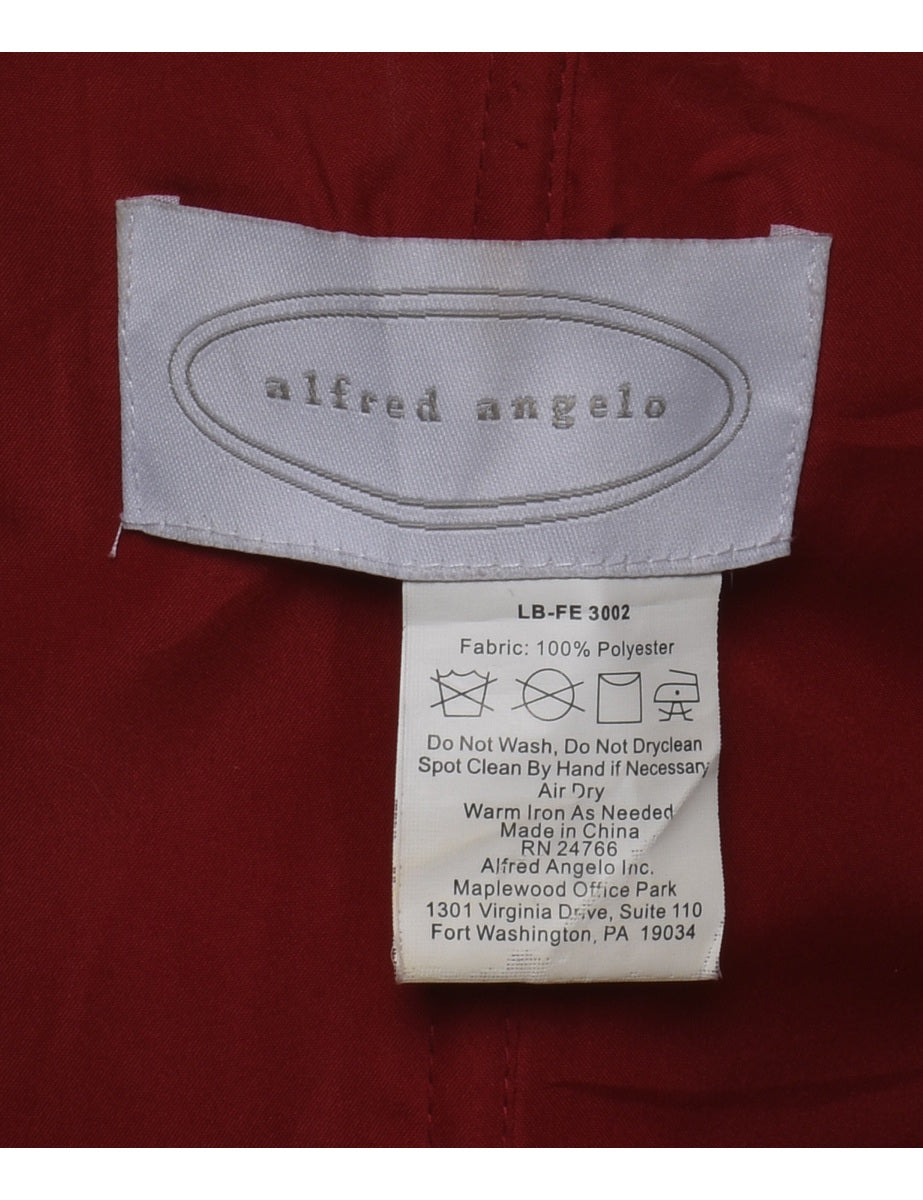 alfred angelo
LB-FE 3002
Fabric: 100% Polyester
Do Not Wash, Do Not Dryclean
Spot Clean By Hand if Necessary
Air Dry
Warm Iron As Needed
Made in China
RN 24766
Alfred Angelo Inc.
Maplewood Office Park
1301 Virginia Drive, Suite 110
Fort Washington, PA 19034